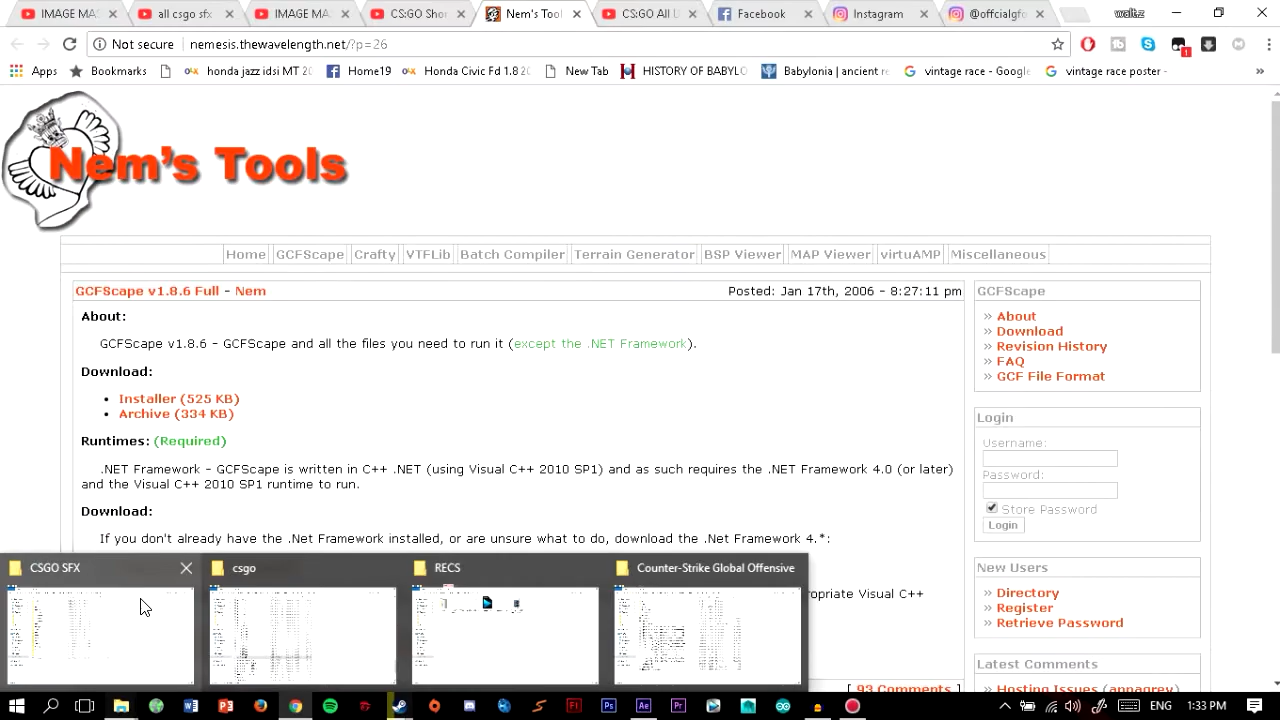 IMAGE MA
all csgo sfx
IMAGE MA
CS:GO Shoo
Nem's Tool
CS:GO All
Facebook
Instagram
@offcialgfo
walt.z
Not secure
nemesis.thewavelength.net/?p=26
Apps
Bookmarks
honda jazz idsi MT 20
Home19
Honda Civic Fd 1.8 20
New Tab
HISTORY OF BABYLO
Babylonia | ancient re
vintage race - Google
vintage race poster -
»
Nem's Tools
Home
GCFScape
Crafty
VTFLib
Batch Compiler
Terrain Generator
BSP Viewer
MAP Viewer
virtuAMP
Miscellaneous
GCFScape v1.8.6 Full - Nem
Posted: Jan 17th, 2006 - 8:27:11 pm
About:
GCFScape v1.8.6 - GCFScape and all the files you need to run it (except the .NET Framework).
Download:
• Installer (525 KB)
• Archive (334 KB)
Runtimes: (Required)
.NET Framework - GCFScape is written in C++ .NET (using Visual C++ 2010 SP1) and as such requires the .NET Framework 4.0 (or later)
and the Visual C++ 2010 SP1 runtime to run.
Download:
If you don't already have the .Net Framework installed, or are unsure what to do, download the .Net Framework 4.*:
ropriate Visual C++
[ 93 Comments ]
GCFScape
» About
» Download
» Revision History
» FAQ
» GCF File Format
Login
Username:
Password:
Store Password
Login
New Users
» Directory
» Register
» Retrieve Password
Latest Comments
» Hosting Issues (appagrey)
CSGO SFX
csgo
RECS
Counter-Strike Global Offensive
ENG
1:33 PM